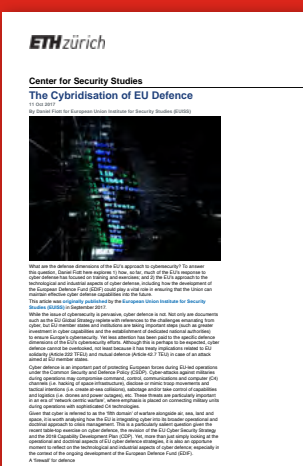 ETH zürich
Center for Security Studies
The Cybridisation of EU Defence
11 Oct 2017
By Daniel Fiott for European Union Institute for Security Studies (EUISS)
What are the defence dimensions of the EU's approach to cybersecurity? To answer
this question, Daniel Fiott here explores 1) how, so far, much of the EU's response to
cyber defence has focused on training and exercises; and 2) the EU's approach to the
technological and industrial aspects of cyber defence, including how the development of
the European Defence Fund (EDIF) could play a vital role in ensuring that the Union can
maintain effective cyber defence capabilities into the future.
This article was originally published by the European Union Institute for Security
Studies (EUISS) in September 2017.
While the issue of cybersecurity is pervasive, cyber defence is not. Not only are documents
such as the EU Global Strategy replete with references to the challenges emanating from
cyber, but EU member states and institutions are taking important steps (such as greater
investment in cyber capabilities and the establishment of dedicated national authorities)
to ensure Europe's cybersecurity. Yet less attention has been paid to the specific defence
dimensions of the EU's cybersecurity efforts. Although this is perhaps to be expected, cyber
defence cannot be overlooked, not least because it has treaty implications related to EU
solidarity (Article 222 TFEU) and mutual defence (Article 42.7 TEU) in case of an attack
aimed at EU member states.
Cyber defence is an important part of protecting European forces during EU-led operations
under the Common Security and Defence Policy (CSDP). Cyber-attacks against militaries
during operations may compromise command, control, communications and computer (C4)
channels (i.e. hacking of space infrastructure), disclose or mimic troop movements and
tactical intentions (i.e. create at-sea collisions), sabotage and/or take control of capabilities
and logistics (i.e. drones and power outages), etc. These threats are particularly important
in an era of 'network centric warfare', where emphasis is placed on connecting military units
during operations with sophisticated C4 technologies.
Given that cyber is referred to as the 'fifth domain' of warfare alongside air, sea, land and
space, it is worth analysing how the EU is integrating cyber into its broader operational and
doctrinal approach to crisis management. This is a particularly salient question given the
recent table-top exercise on cyber defence, the revision of the EU Cyber Security Strategy
and the 2018 Capability Development Plan (CDP). Yet, more than just simply looking at the
operational and doctrinal aspects of EU cyber defence strategies, it is also an opportune
moment to reflect on the technological and industrial aspects of cyber defence; especially in
the context of the ongoing development of the European Defence Fund (EDIF).
A 'firewall' for defence